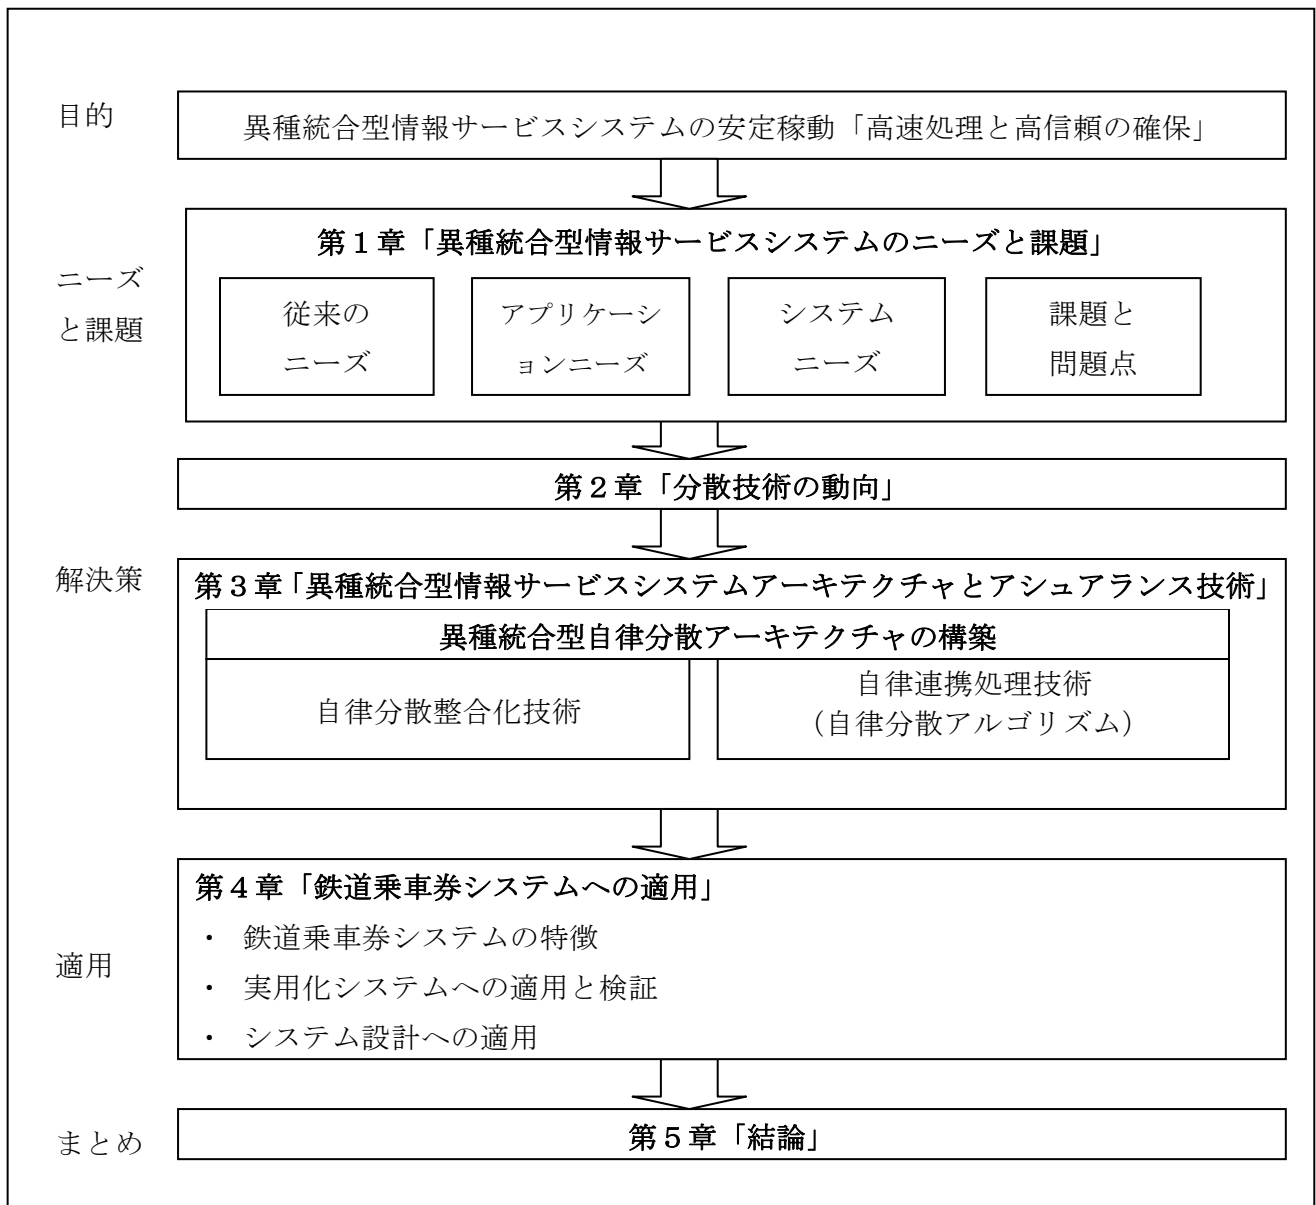 目的
異種統合型情報サービスシステムの安定稼動「高速処理と高信頼の確保」
ニーズ
と課題
第１章「異種統合型情報サービスシステムのニーズと課題」
従来の
ニーズ
アプリケーシ
ョンニーズ
システム
ニーズ
課題と
問題点
第２章「分散技術の動向」
解決策
第３章「異種統合型情報サービスシステムアーキテクチャとアシュアランス技術」
異種統合型自律分散アーキテクチャの構築
自律分散整合化技術
自律連携処理技術
（自律分散アルゴリズム）
適用
第４章「鉄道乗車券システムへの適用」
・ 鉄道乗車券システムの特徴
・ 実用化システムへの適用と検証
・ システム設計への適用
まとめ
第５章「結論」